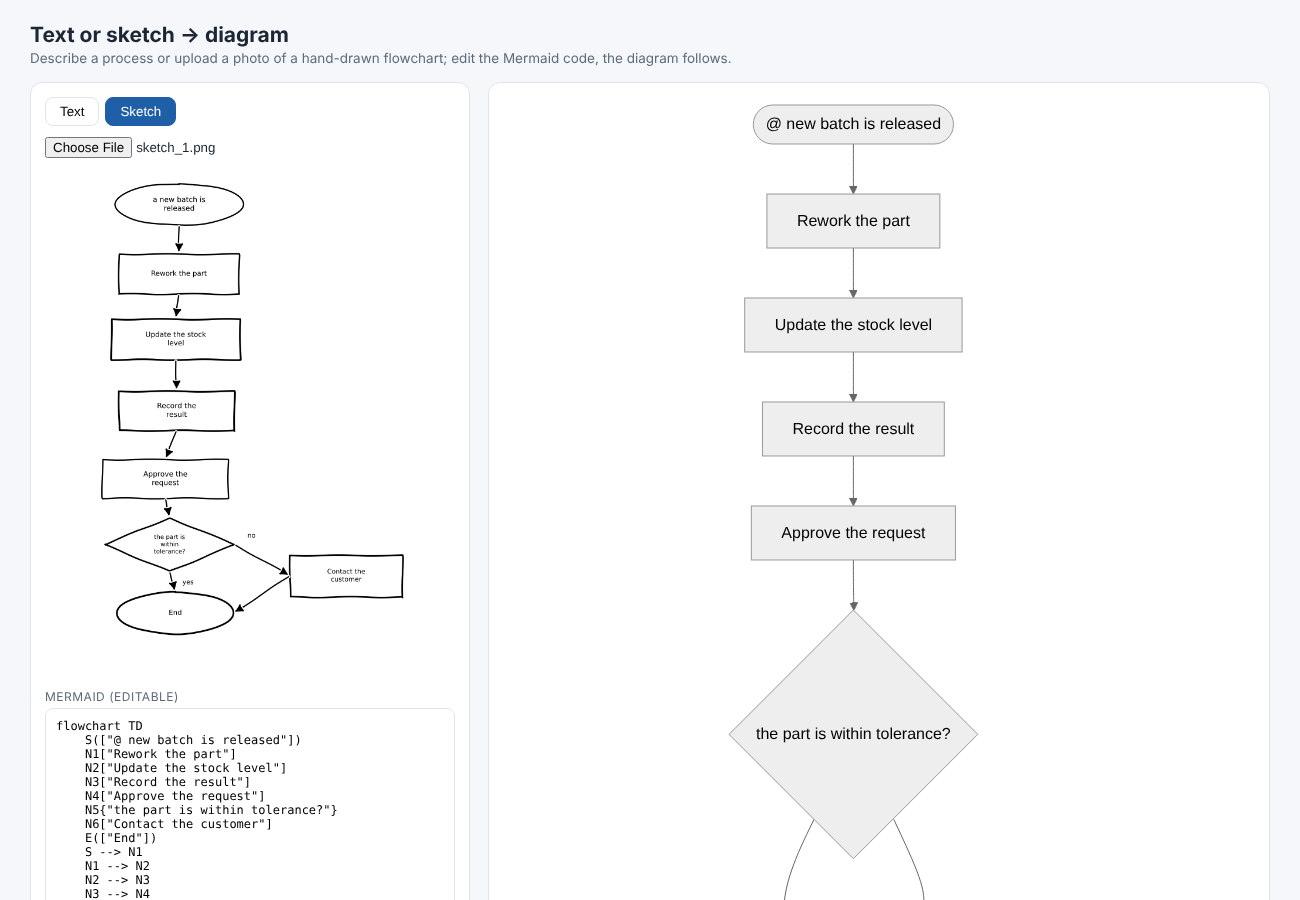 Text or sketch → diagram
Describe a process or upload a photo of a hand-drawn flowchart; edit the Mermaid code, the diagram follows.
Text
Sketch
Choose File sketch_1.png
a new batch is
released
Rework the part
Update the stock
level
Record the
result
Approve the
request
the part is
within
tolerance?
no
Contact the
customer
yes
End
MERMAID (EDITABLE)
flowchart TD
    S(["@ new batch is released"])
    N1["Rework the part"]
    N2["Update the stock level"]
    N3["Record the result"]
    N4["Approve the request"]
    N5{"the part is within tolerance?"}
    N6["Contact the customer"]
    E(["End"])
    S --> N1
    N1 --> N2
    N2 --> N3
    N3 --> N4
@ new batch is released
Rework the part
Update the stock level
Record the result
Approve the request
the part is within tolerance?